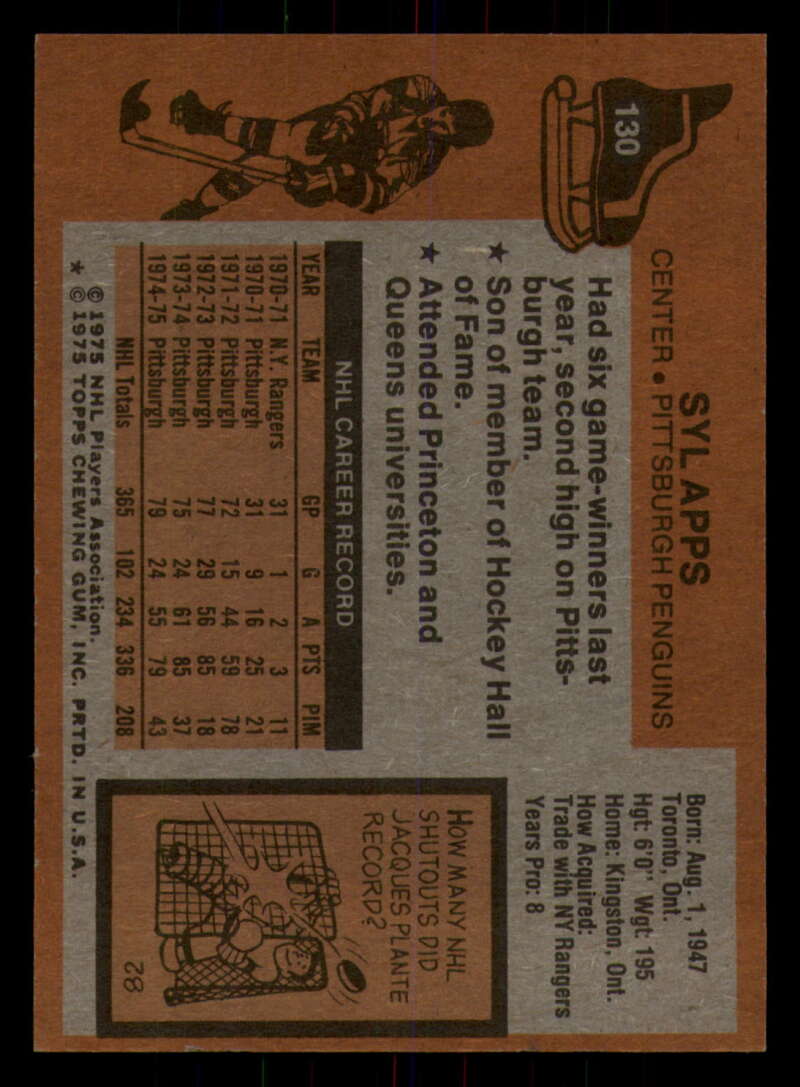 130
SYL APPS
CENTER • PITTSBURGH PENGUINS
Had six game-winners last
year, second high on Pitts-
burgh team.
★ Son of member of Hockey Hall
of Fame.
★ Attended Princeton and
Queens universities.
Born: Aug. 1, 1947
Toronto, Ont.
Hgt: 6'0" Wgt: 195
Home: Kingston, Ont.
How Acquired:
Trade with NY Rangers
Years Pro: 8
NHL CAREER RECORD
YEAR TEAM GP G A PTS PIM
1970-71 N.Y. Rangers 31 1 2 3 11
1970-71 Pittsburgh 31 9 16 25 21
1971-72 Pittsburgh 72 15 44 59 78
1972-73 Pittsburgh 77 29 56 85 18
1973-74 Pittsburgh 75 24 61 85 37
1974-75 Pittsburgh 79 24 55 79 43
NHL Totals 365 102 234 336 208
HOW MANY NHL
SHUTOUTS DID
JACQUES PLANTE
RECORD?
28
© 1975 NHL Players Association.
* © 1975 TOPPS CHEWING GUM, INC. PRTD. IN U.S.A.